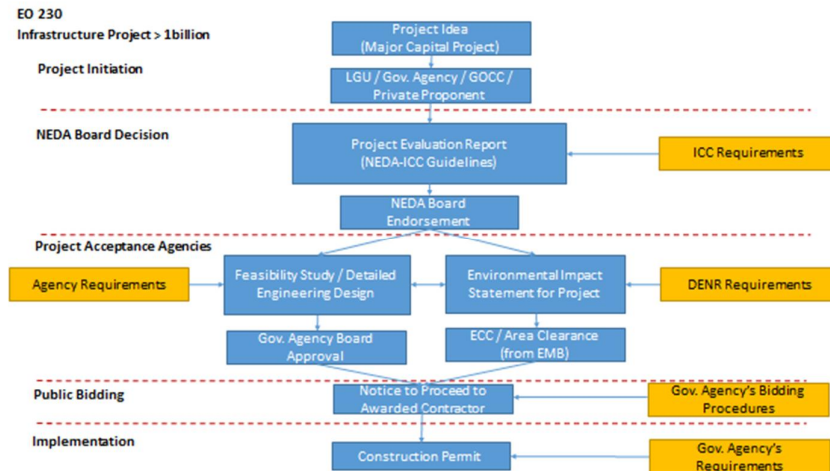 EO 230
Infrastructure Project > 1billion
Project Idea
(Major Capital Project)
Project Initiation
LGU / Gov. Agency / GOCC /
Private Proponent
NEDA Board Decision
Project Evaluation Report
(NEDA-ICC Guidelines)
ICC Requirements
NEDA Board
Endorsement
Project Acceptance Agencies
Agency Requirements
Feasibility Study / Detailed
Engineering Design
Environmental Impact
Statement for Project
DENR Requirements
Gov. Agency Board
Approval
ECC / Area Clearance
(from EMB)
Public Bidding
Notice to Proceed to
Awarded Contractor
Gov. Agency's Bidding
Procedures
Implementation
Construction Permit
Gov. Agency's
Requirements